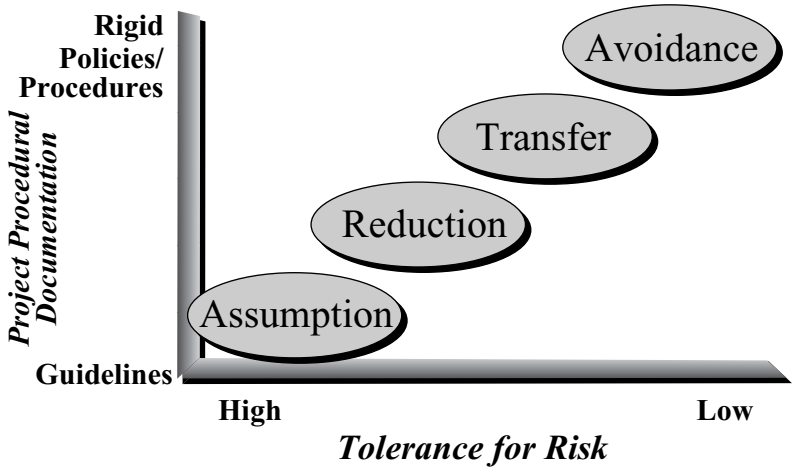 Rigid
Policies/
Procedures
Project Procedural
Documentation
Guidelines
Avoidance
Transfer
Reduction
Assumption
High
Low
Tolerance for Risk